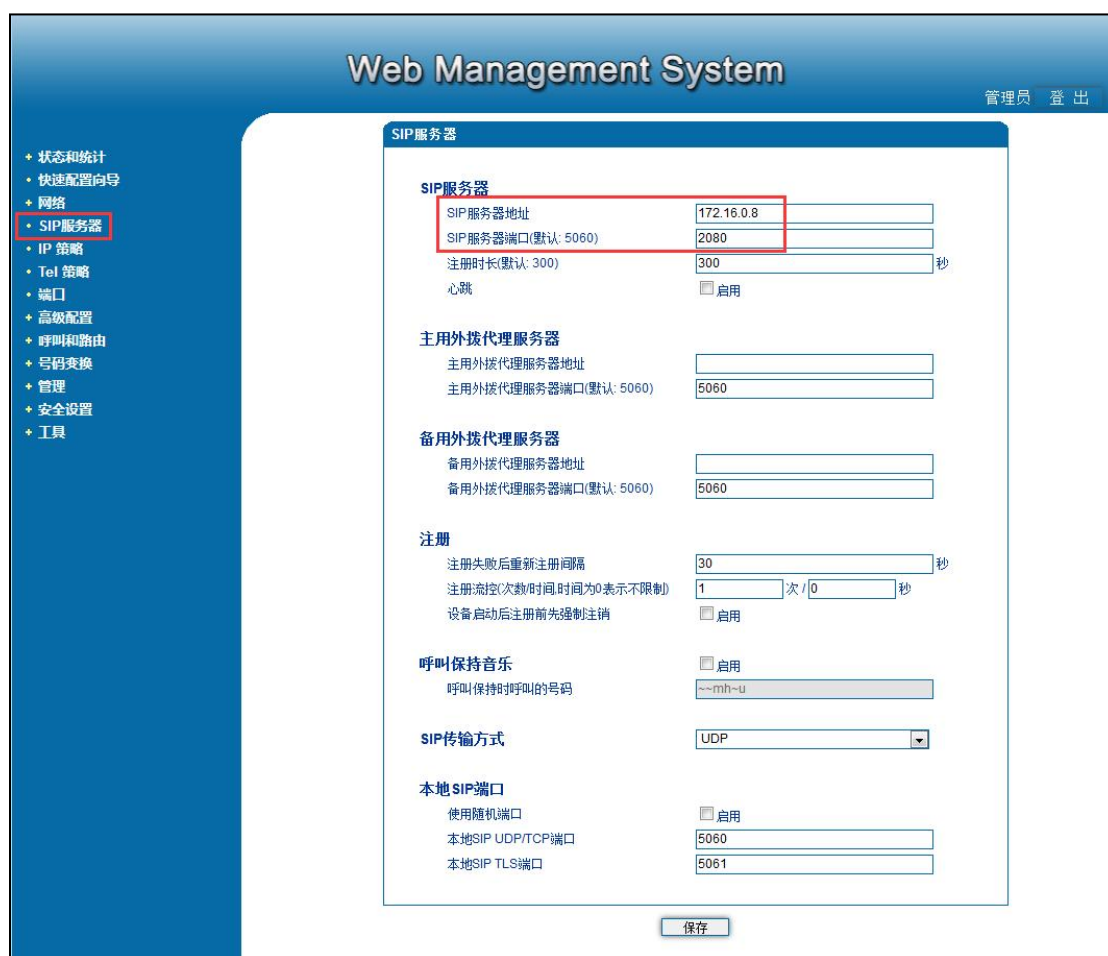 Web Management System
管理员 登 出
状态和统计
快速配置向导
网络
SIP服务器
IP 策略
Tel 策略
端口
高级配置
呼叫和路由
号码变换
管理
安全设置
工具
SIP服务器
SIP服务器
SIP服务器地址 172.16.0.8
SIP服务器端口(默认: 5060) 2080
注册时长(默认: 300) 300 秒
心跳 启用
主用外拨代理服务器
主用外拨代理服务器地址
主用外拨代理服务器端口(默认: 5060) 5060
备用外拨代理服务器
备用外拨代理服务器地址
备用外拨代理服务器端口(默认: 5060) 5060
注册
注册失败后重新注册间隔 30 秒
注册流控(次数/时间,时间为0表示不限制) 1 次 / 0 秒
设备启动后注册前先强制注销 启用
呼叫保持音乐 启用
呼叫保持时呼叫的号码 ~~mh~u
SIP传输方式 UDP
本地SIP端口
使用随机端口 启用
本地SIP UDP/TCP端口 5060
本地SIP TLS端口 5061
保存